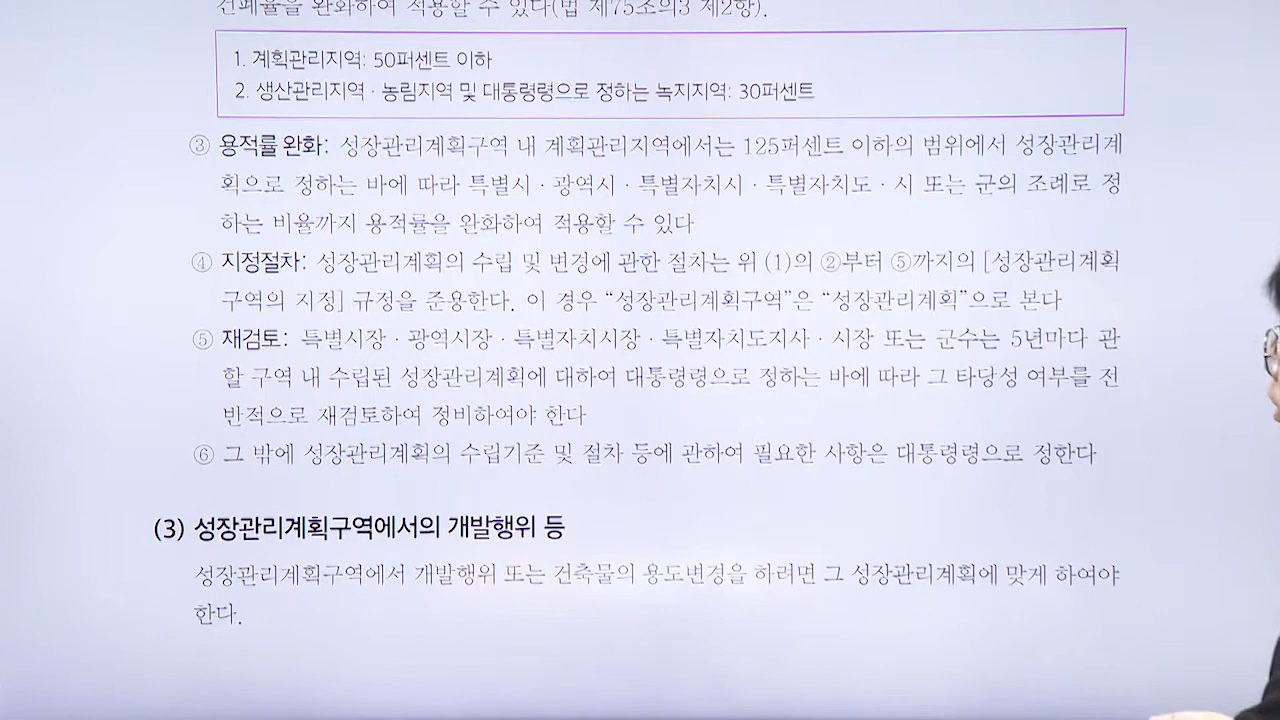 건폐율을 완화하여 적용할 수 있다(법 제75조의3 제2항).
1. 계획관리지역: 50퍼센트 이하
2. 생산관리지역 · 농림지역 및 대통령령으로 정하는 녹지지역: 30퍼센트
③ 용적률 완화: 성장관리계획구역 내 계획관리지역에서는 125퍼센트 이하의 범위에서 성장관리계
획으로 정하는 바에 따라 특별시 · 광역시 · 특별자치시 · 특별자치도 · 시 또는 군의 조례로 정
하는 비율까지 용적률을 완화하여 적용할 수 있다
④ 지정절차: 성장관리계획의 수립 및 변경에 관한 절차는 위 (1)의 ②부터 ⑤까지의 [성장관리계획
구역의 지정] 규정을 준용한다. 이 경우 “성장관리계획구역”은 “성장관리계획”으로 본다
⑤ 재검토: 특별시장 · 광역시장 · 특별자치시장 · 특별자치도지사 · 시장 또는 군수는 5년마다 관
할 구역 내 수립된 성장관리계획에 대하여 대통령령으로 정하는 바에 따라 그 타당성 여부를 전
반적으로 재검토하여 정비하여야 한다
⑥ 그 밖에 성장관리계획의 수립기준 및 절차 등에 관하여 필요한 사항은 대통령령으로 정한다
(3) 성장관리계획구역에서의 개발행위 등
성장관리계획구역에서 개발행위 또는 건축물의 용도변경을 하려면 그 성장관리계획에 맞게 하여야
한다.